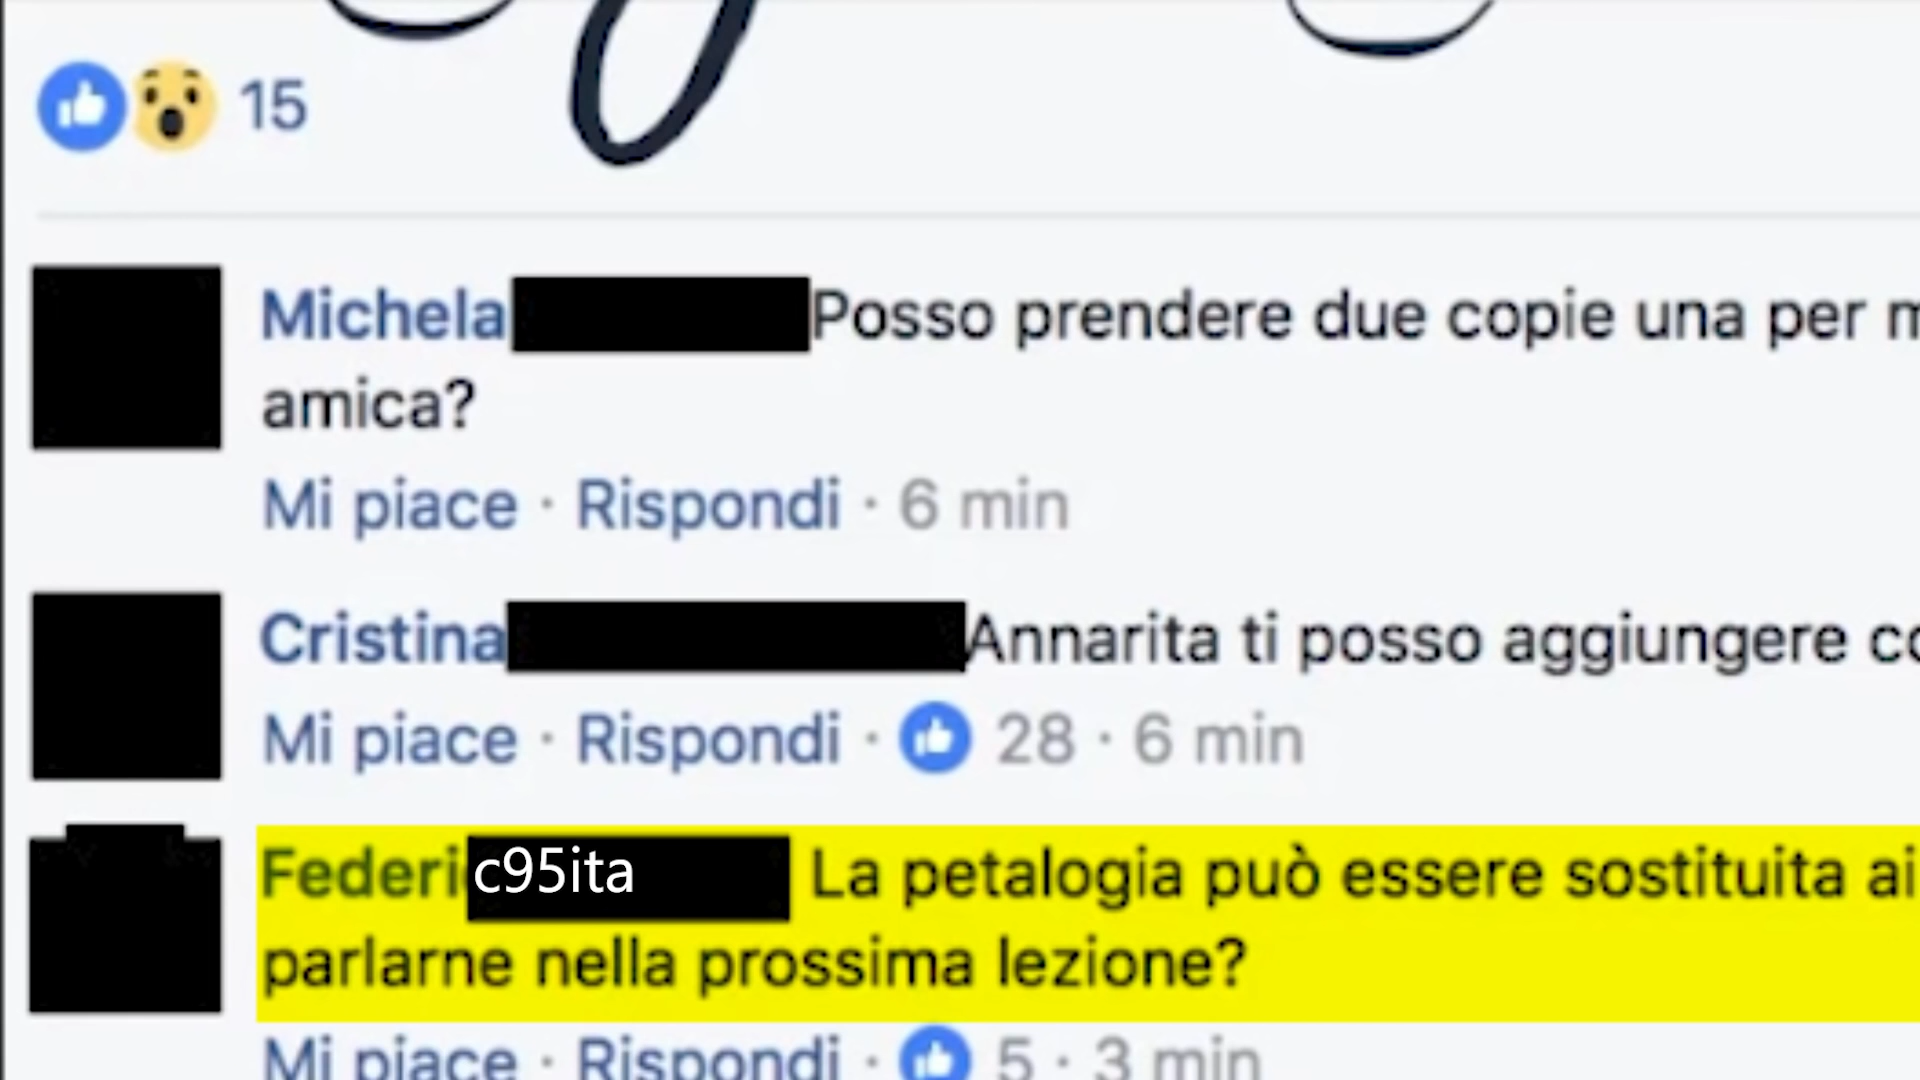 15
Michela Posso prendere due copie una per
amica?
Mi piace · Rispondi · 6 min
Cristina Annarita ti posso aggiungere
Mi piace · Rispondi · 28 · 6 min
Federi c95ita La petalogia può essere sostituita ai
parlarne nella prossima lezione?
Mi piace · Rispondi · 5 · 3 min